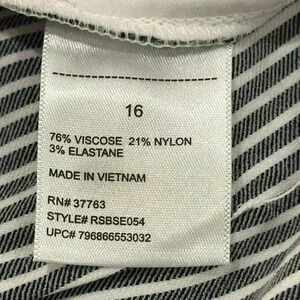 16
76% VISCOSE 21% NYLON
3% ELASTANE
MADE IN VIETNAM
RN# 37763
STYLE# RSBSE054
UPC# 796866553032